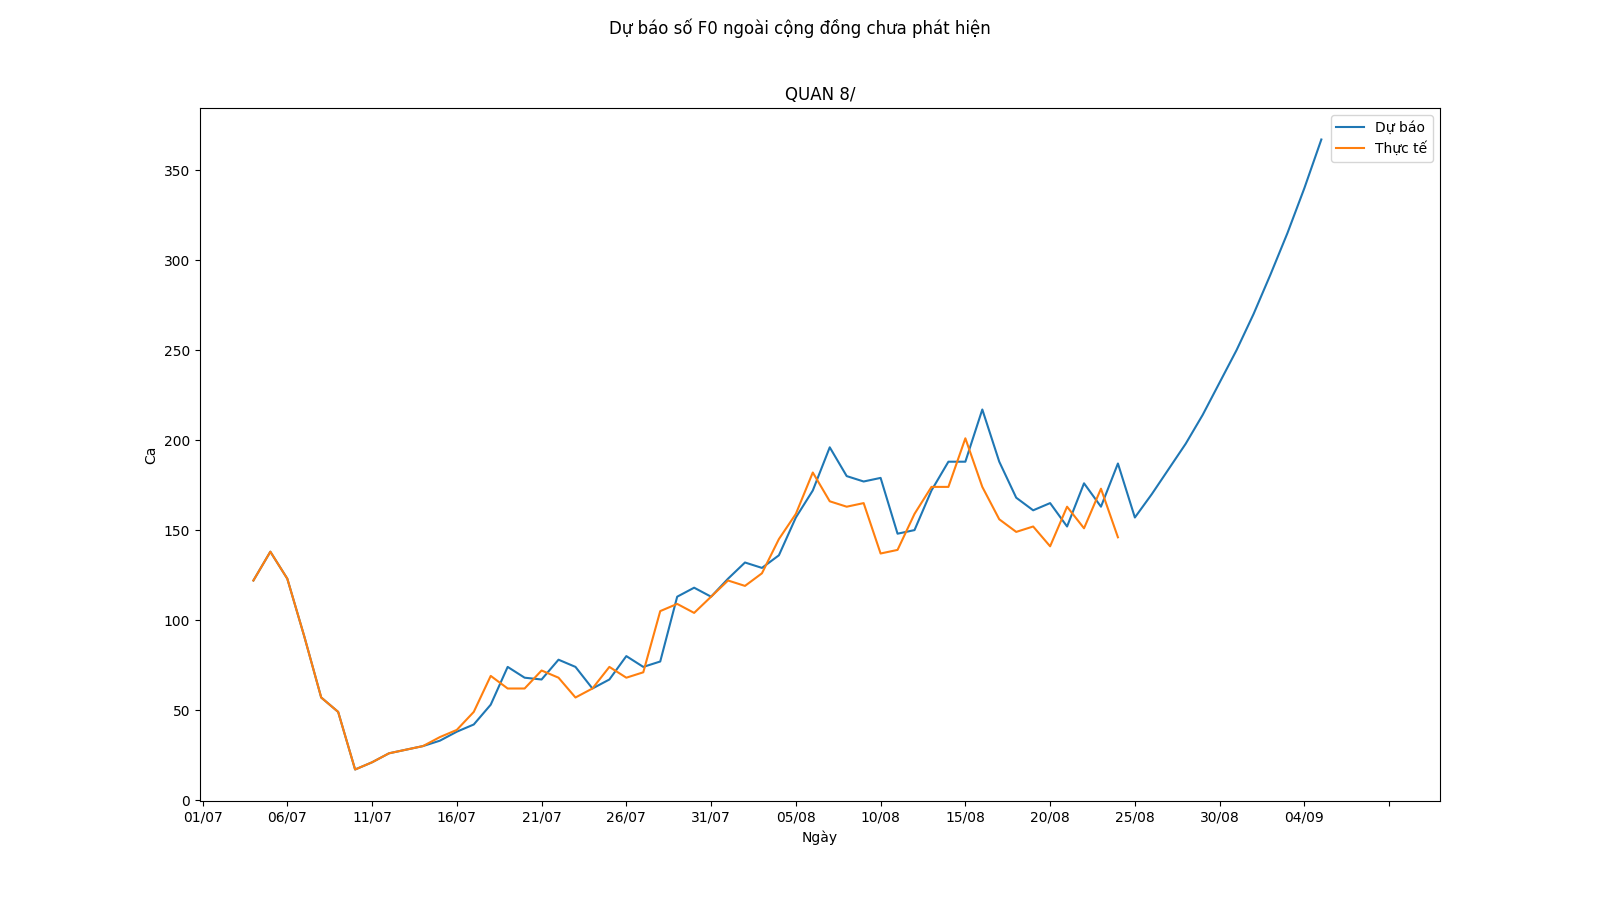 Dự báo số F0 ngoài cộng đồng chưa phát hiện
QUAN 8/
Dự báo
Thực tế
350
300
250
200
150
100
50
0
Ca
01/07 06/07 11/07 16/07 21/07 26/07 31/07 05/08 10/08 15/08 20/08 25/08 30/08 04/09
Ngày